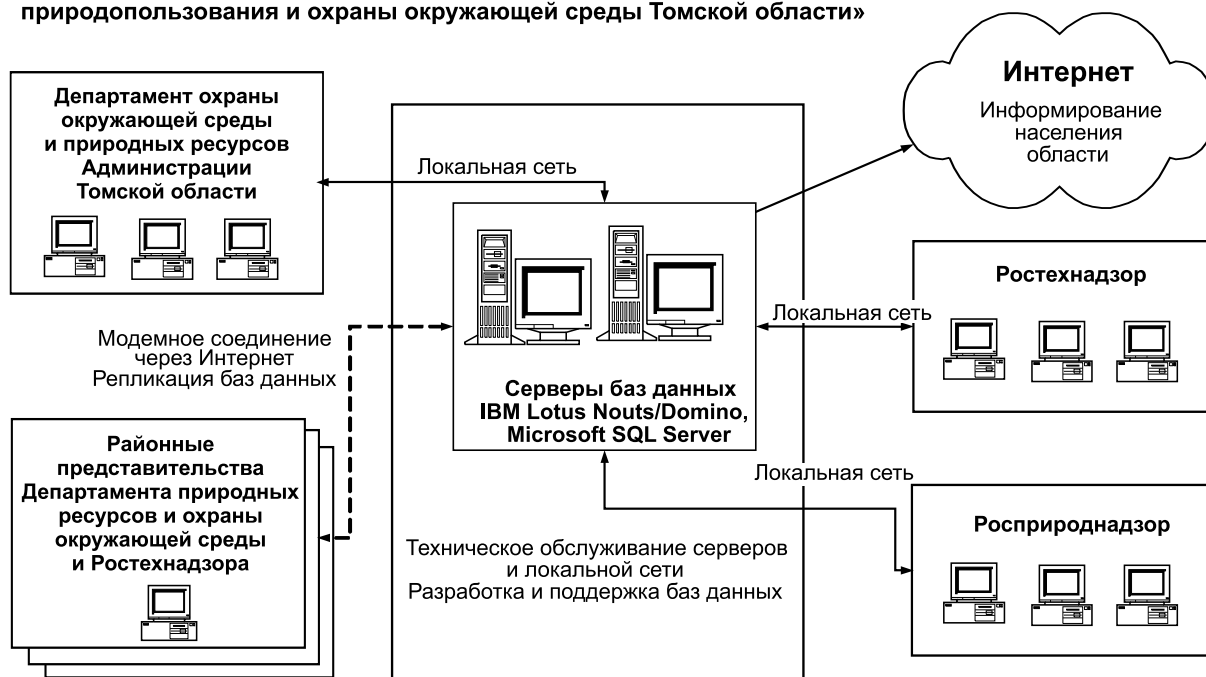 природопользования и охраны окружающей среды Томской области»
Департамент охраны
окружающей среды
и природных ресурсов
Администрации
Томской области
Локальная сеть
Интернет
Информирование
населения
области
Ростехнадзор
Локальная сеть
Модемное соединение
через Интернет
Репликация баз данных
Серверы баз данных
IBM Lotus Nouts/Domino,
Microsoft SQL Server
Районные
представительства
Департамента природных
ресурсов и охраны
окружающей среды
и Ростехнадзора
Локальная сеть
Росприроднадзор
Техническое обслуживание серверов
и локальной сети
Разработка и поддержка баз данных